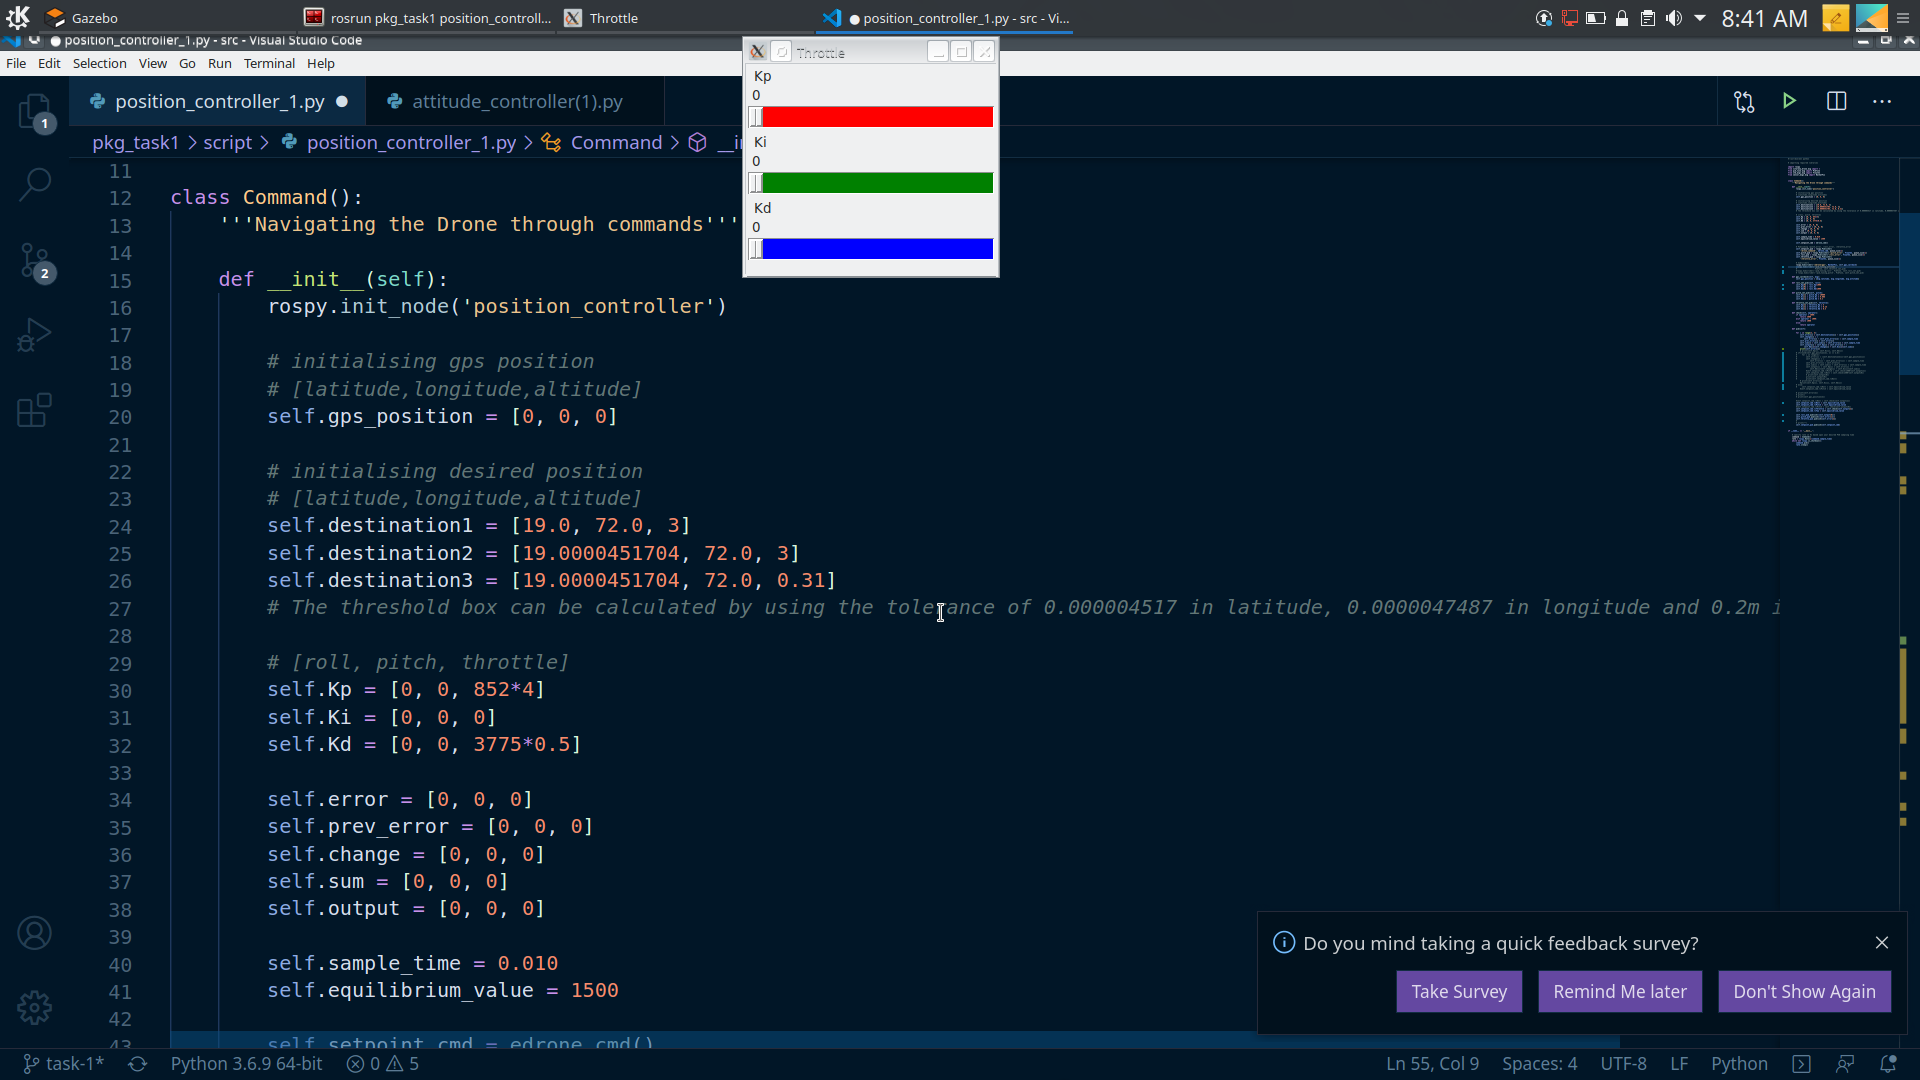 Gazebo
rosrun pkg_task1 position_controll...
Throttle
● position_controller_1.py - src - Vi...
8:41 AM
● position_controller_1.py - src - Visual Studio Code
File Edit Selection View Go Run Terminal Help
Throttle
Kp
0
Ki
0
Kd
0
position_controller_1.py ●
attitude_controller(1).py
pkg_task1 > script > position_controller_1.py > Command >
1
2
11
12 class Command():
13 '''Navigating the Drone through commands'''
14
15 def __init__(self):
16 rospy.init_node('position_controller')
17
18 # initialising gps position
19 # [latitude,longitude,altitude]
20 self.gps_position = [0, 0, 0]
21
22 # initialising desired position
23 # [latitude,longitude,altitude]
24 self.destination1 = [19.0, 72.0, 3]
25 self.destination2 = [19.0000451704, 72.0, 3]
26 self.destination3 = [19.0000451704, 72.0, 0.31]
27 # The threshold box can be calculated by using the tolerance of 0.000004517 in latitude, 0.0000047487 in longitude and 0.2m i
28
29 # [roll, pitch, throttle]
30 self.Kp = [0, 0, 852*4]
31 self.Ki = [0, 0, 0]
32 self.Kd = [0, 0, 3775*0.5]
33
34 self.error = [0, 0, 0]
35 self.prev_error = [0, 0, 0]
36 self.change = [0, 0, 0]
37 self.sum = [0, 0, 0]
38 self.output = [0, 0, 0]
39
40 self.sample_time = 0.010
41 self.equilibrium_value = 1500
42
43 self.setpoint_cmd = edrone_cmd()
Do you mind taking a quick feedback survey?
Take Survey
Remind Me later
Don't Show Again
task-1*
Python 3.6.9 64-bit
0
5
Ln 55, Col 9
Spaces: 4
UTF-8
LF
Python